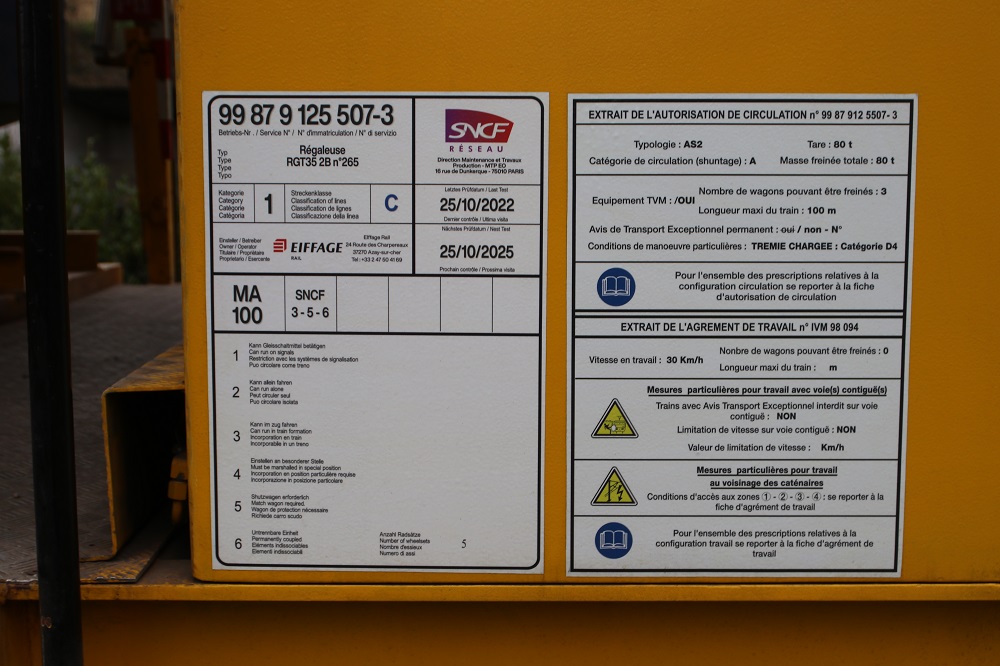 99 87 9 125 507-3
Betriebs-Nr . / Service N° / N° d'immatriculation / N° di servizio
Typ
Type
Type
Typo
Régaleuse
RGT35 2B n°265
SNCF
RÉSEAU
Direction Maintenance et Travaux
Production - MTP EO
16 rue de Dunkerque - 75010 PARIS
Kategorie
Category
Catégorie
Categoria
1
Streckenklasse
Classification of lines
Classification de lignes
Classificazione della linea
C
Letztes Prüfdatum / Last Test
25/10/2022
Dernier contrôle / Ultima visita
Einsteller / Betreiber
Owner / Operator
Titulaire / Propriétaire
Proprietario / Esercente
EIFFAGE
RAIL
Eiffage Rail
24 Route des Charpereaux
37270 Azay-sur-cher
Tel : +33 2 47 50 41 69
Nächstes Prüfdatum / Next Test
25/10/2025
Prochain contrôle / Prossima visita
MA
100
SNCF
3 - 5 - 6
1
Kann Gleisschaltmittel betätigen
Can run on signals
Restriction avec les systèmes de signalisation
Puo circolare come treno
2
Kann allein fahren
Can run alone
Peut circuler seul
Puo circolare isolata
3
Kann im zug fahren
Can run in train formation
Incorporation en train
Incorporabile in un treno
4
Einstellen an besonderer Stelle
Must be marshalled in special position
Incorporation en position particulière requise
Incorporazione in posizione particolare
5
Shutzwagen erforderlich
Match wagon required
Wagon de protection nécessaire
Richiede carro scudo
6
Untrennbare Einheit
Permanently coupled
Eléments indissociables
Elementi indissociabili
Anzahl Radsätze
Number of wheelsets
Nombre d'essieux
Numero di assi
5
EXTRAIT DE L'AUTORISATION DE CIRCULATION n° 99 87 912 5507- 3
Typologie : AS2
Tare : 80 t
Catégorie de circulation (shuntage) : A
Masse freinée totale : 80 t
Equipement TVM : /OUI
Nombre de wagons pouvant être freinés : 3
Longueur maxi du train : 100 m
Avis de Transport Exceptionnel permanent : oui / non - N°
Conditions de manoeuvre particulières : TREMIE CHARGEE : Catégorie D4
Pour l'ensemble des prescriptions relatives à la
configuration circulation se reporter à la fiche
d'autorisation de circulation
EXTRAIT DE L'AGREMENT DE TRAVAIL n° IVM 98 094
Vitesse en travail : 30 Km/h
Nonbre de wagons pouvant être freinés : 0
Longueur maxi du train : m
Mesures particulières pour travail avec voie(s) contiguë(s)
Trains avec Avis Transport Exceptionnel interdit sur voie
contiguë : NON
Limitation de vitesse sur voie contiguë : NON
Valeur de limitation de vitesse : Km/h
Mesures particulières pour travail
au voisinage des caténaires
Conditions d'accès aux zones ① - ② - ③ - ④ : se reporter à la
fiche d'agrément de travail
Pour l'ensemble des prescriptions relatives à la
configuration travail se reporter à la fiche d'agrément de
travail